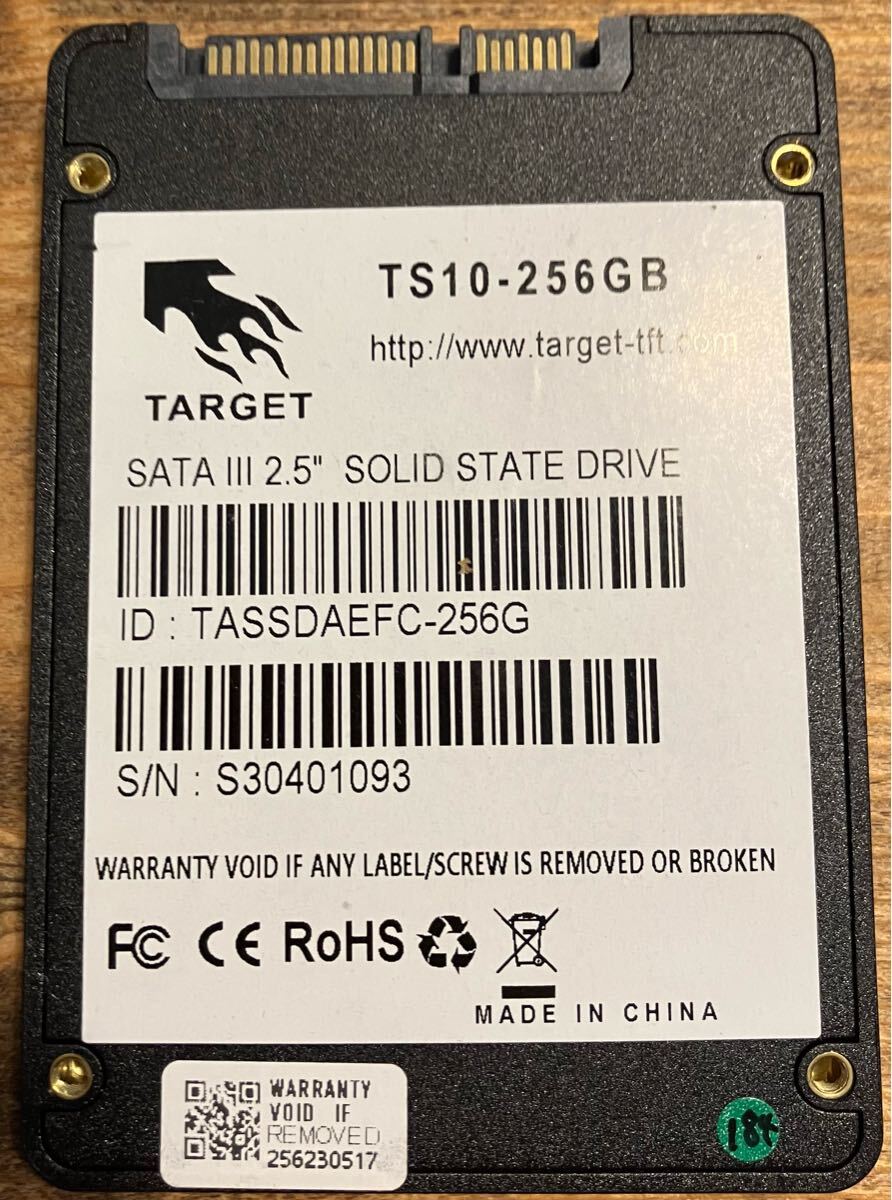 TS10-256GB
http://www.target-tft.com
TARGET
SATA III 2.5" SOLID STATE DRIVE
ID : TASSDAEFC-256G
S/N : S30401093
WARRANTY VOID IF ANY LABEL/SCREW IS REMOVED OR BROKEN
FC CE RoHS
MADE IN CHINA
WARRANTY
VOID IF
REMOVED
256230517